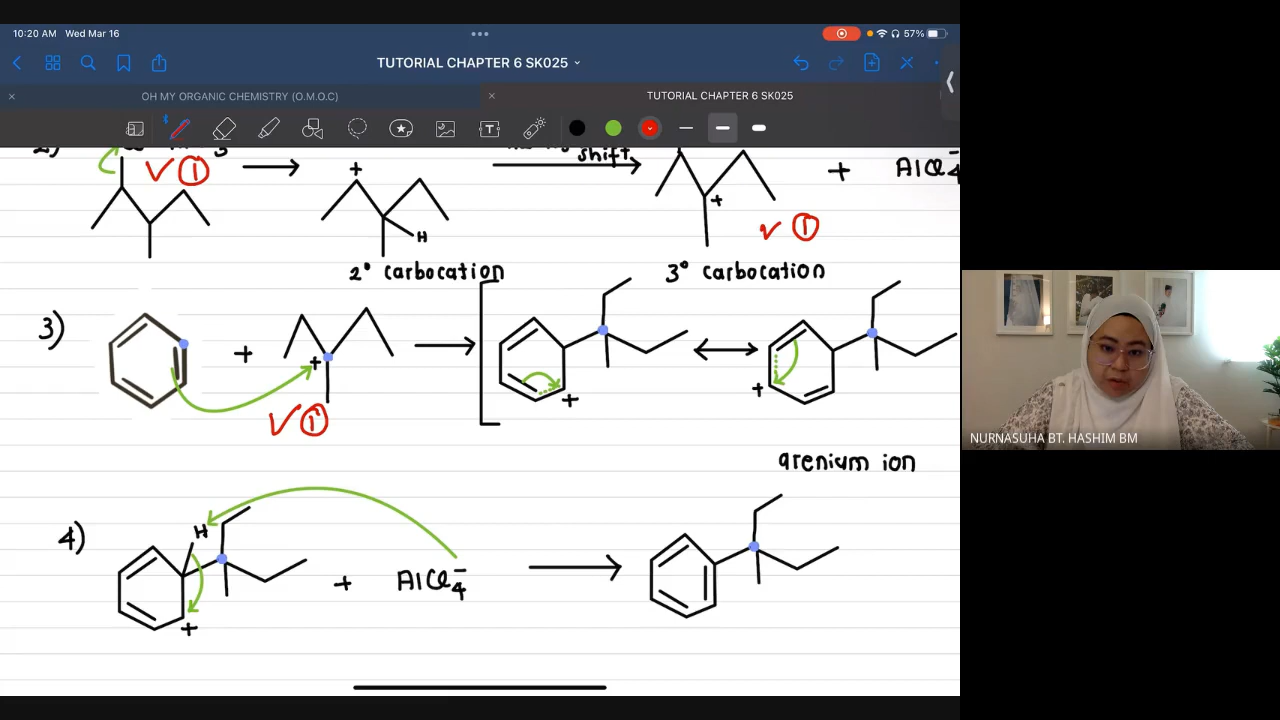 10:20 AM Wed Mar 16
57%
TUTORIAL CHAPTER 6 SK025
OH MY ORGANIC CHEMISTRY (O.M.O.C)
TUTORIAL CHAPTER 6 SK025
2)
✓ ①
+
shift
+
+ AlCl₄⁻
✓ ①
H
2° carbocation
3° carbocation
3)
+
+
✓ ①
+
+
arenium ion
NURNASUHA BT. HASHIM BM
4)
H
+
+ AlCl₄⁻